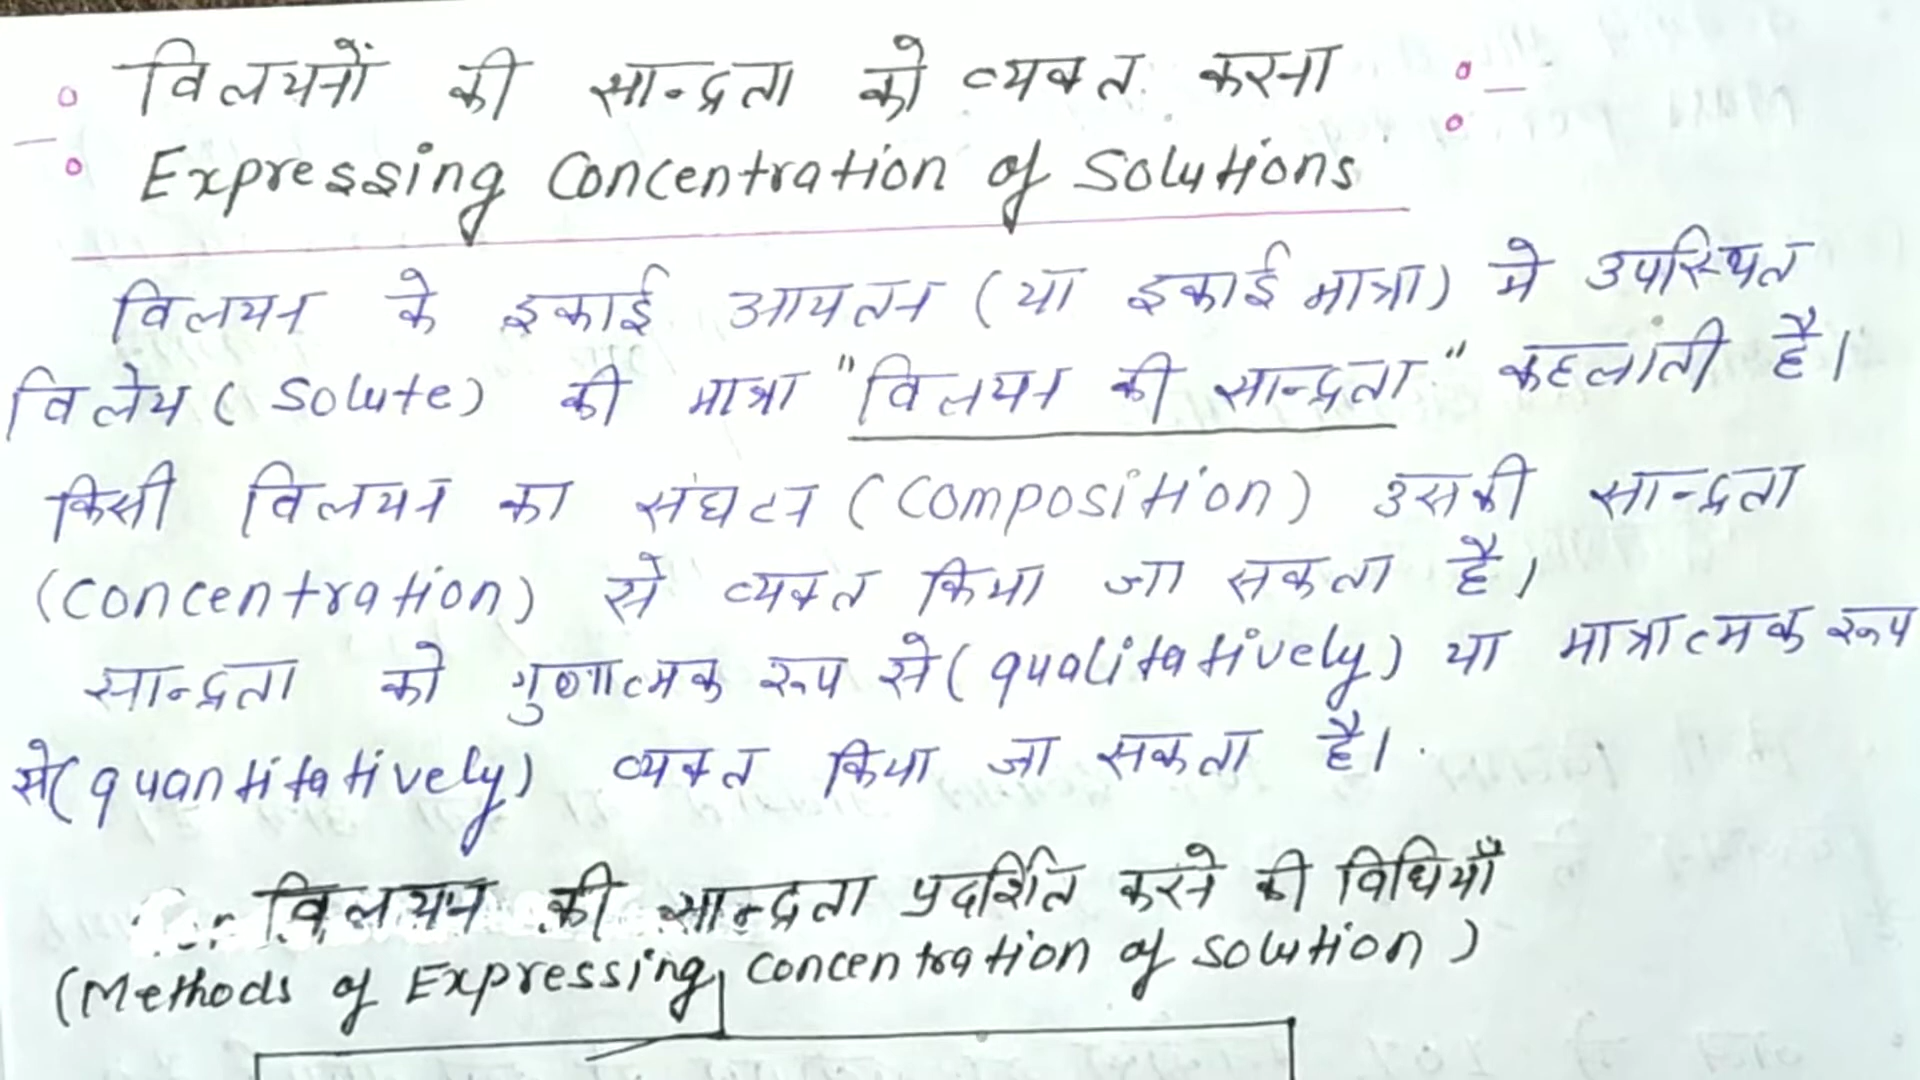 विलयनों की सान्द्रता को व्यक्त करना
Expressing Concentration of Solutions
विलयन के इकाई आयतन (या इकाई मात्रा) मे उपस्थित
विलेय (Solute) की मात्रा "विलयन की सान्द्रता" कहलाती है।
किसी विलयन का संघटन (Composition) उसकी सान्द्रता
(Concentration) से व्यक्त किया जा सकता है।
सान्द्रता को गुणात्मक रूप से (qualitatively) या मात्रात्मक रूप
से (quantitatively) व्यक्त किया जा सकता है।
विलयन की सान्द्रता प्रदर्शित करने की विधियाँ
(Methods of Expressing Concentration of solution)